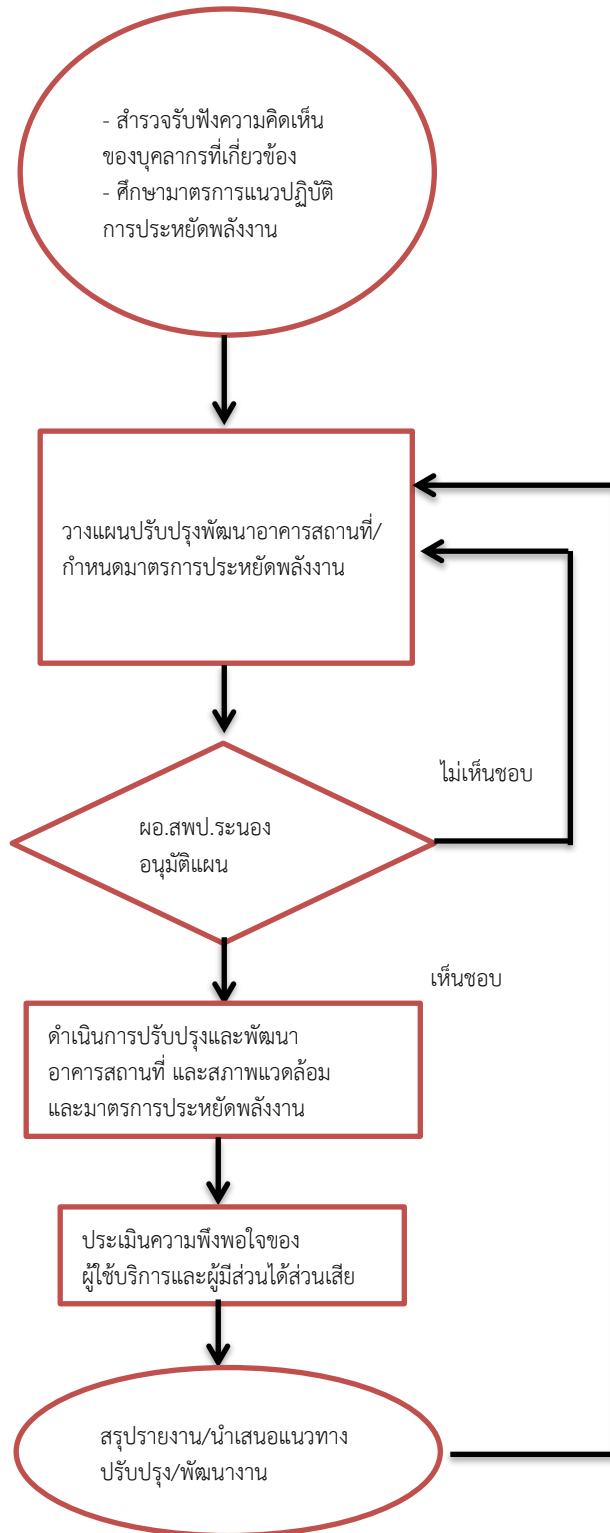 - สำรวจรับฟังความคิดเห็น
ของบุคลากรที่เกี่ยวข้อง
- ศึกษามาตรการแนวปฏิบัติ
การประหยัดพลังงาน
วางแผนปรับปรุงพัฒนาอาคารสถานที่/
กำหนดมาตรการประหยัดพลังงาน
ไม่เห็นชอบ
ผอ.สพป.ระนอง
อนุมัติแผน
เห็นชอบ
ดำเนินการปรับปรุงและพัฒนา
อาคารสถานที่ และสภาพแวดล้อม
และมาตรการประหยัดพลังงาน
ประเมินความพึงพอใจของ
ผู้ใช้บริการและผู้มีส่วนได้ส่วนเสีย
สรุปรายงาน/นำเสนอแนวทาง
ปรับปรุง/พัฒนางาน